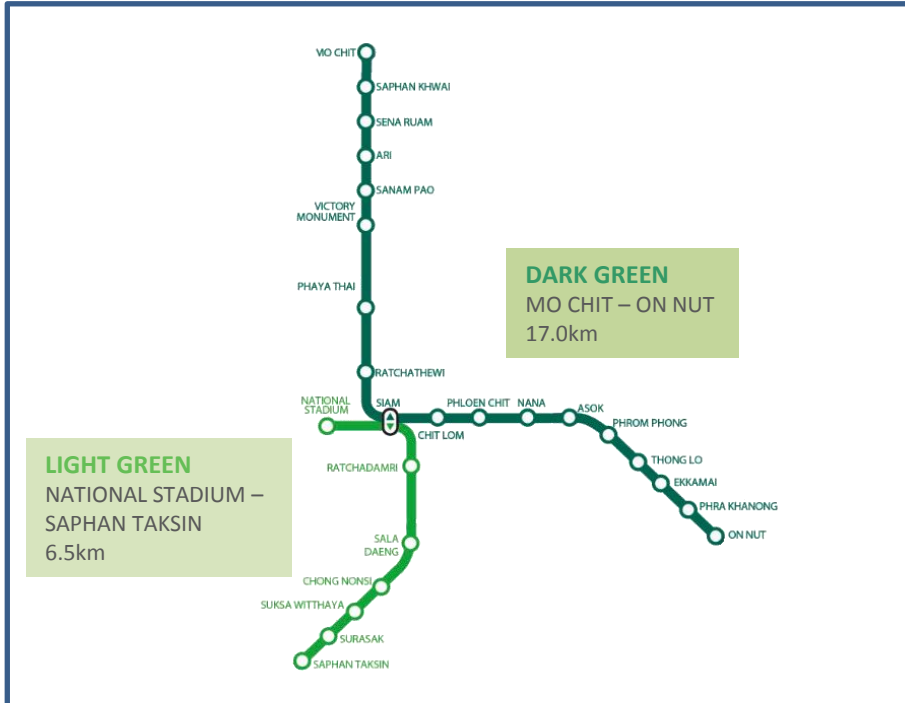 MO CHIT
SAPHAN KHWAI
SENA RUAM
ARI
SANAM PAO
VICTORY
MONUMENT
PHAYA THAI
DARK GREEN
MO CHIT – ON NUT
17.0km
RATCHATHEWI
NATIONAL
STADIUM
SIAM
CHIT LOM
PHLOEN CHIT
NANA
ASOK
PHROM PHONG
THONG LO
EKKAMAI
PHRA KHANONG
ON NUT
LIGHT GREEN
NATIONAL STADIUM –
SAPHAN TAKSIN
6.5km
RATCHADAMRI
SALA
DAENG
CHONG NONSI
SUKSA WITTHAYA
SURASAK
SAPHAN TAKSIN